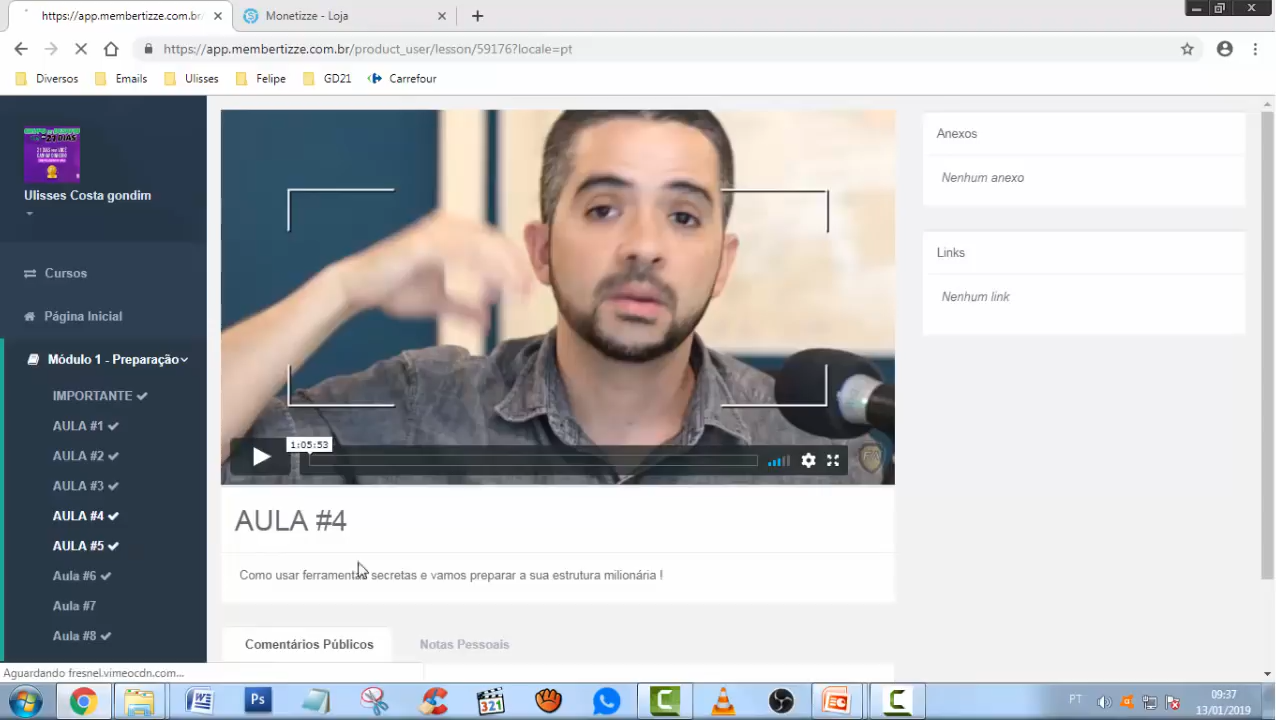 https://app.membertizze.com.br/
Monetizze - Loja
https://app.membertizze.com.br/product_user/lesson/59176?locale=pt
Diversos
Emails
Ulisses
Felipe
GD21
Carrefour
Ulisses Costa gondim
Cursos
Página Inicial
Módulo 1 - Preparação
IMPORTANTE
AULA #1
AULA #2
AULA #3
AULA #4
AULA #5
Aula #6
Aula #7
Aula #8
1:05:53
AULA #4
Como usar ferramentas secretas e vamos preparar a sua estrutura milionária !
Comentários Públicos
Notas Pessoais
Anexos
Nenhum anexo
Links
Nenhum link
Aguardando fresnel.vimeocdn.com...
PT
09:37
13/01/2019